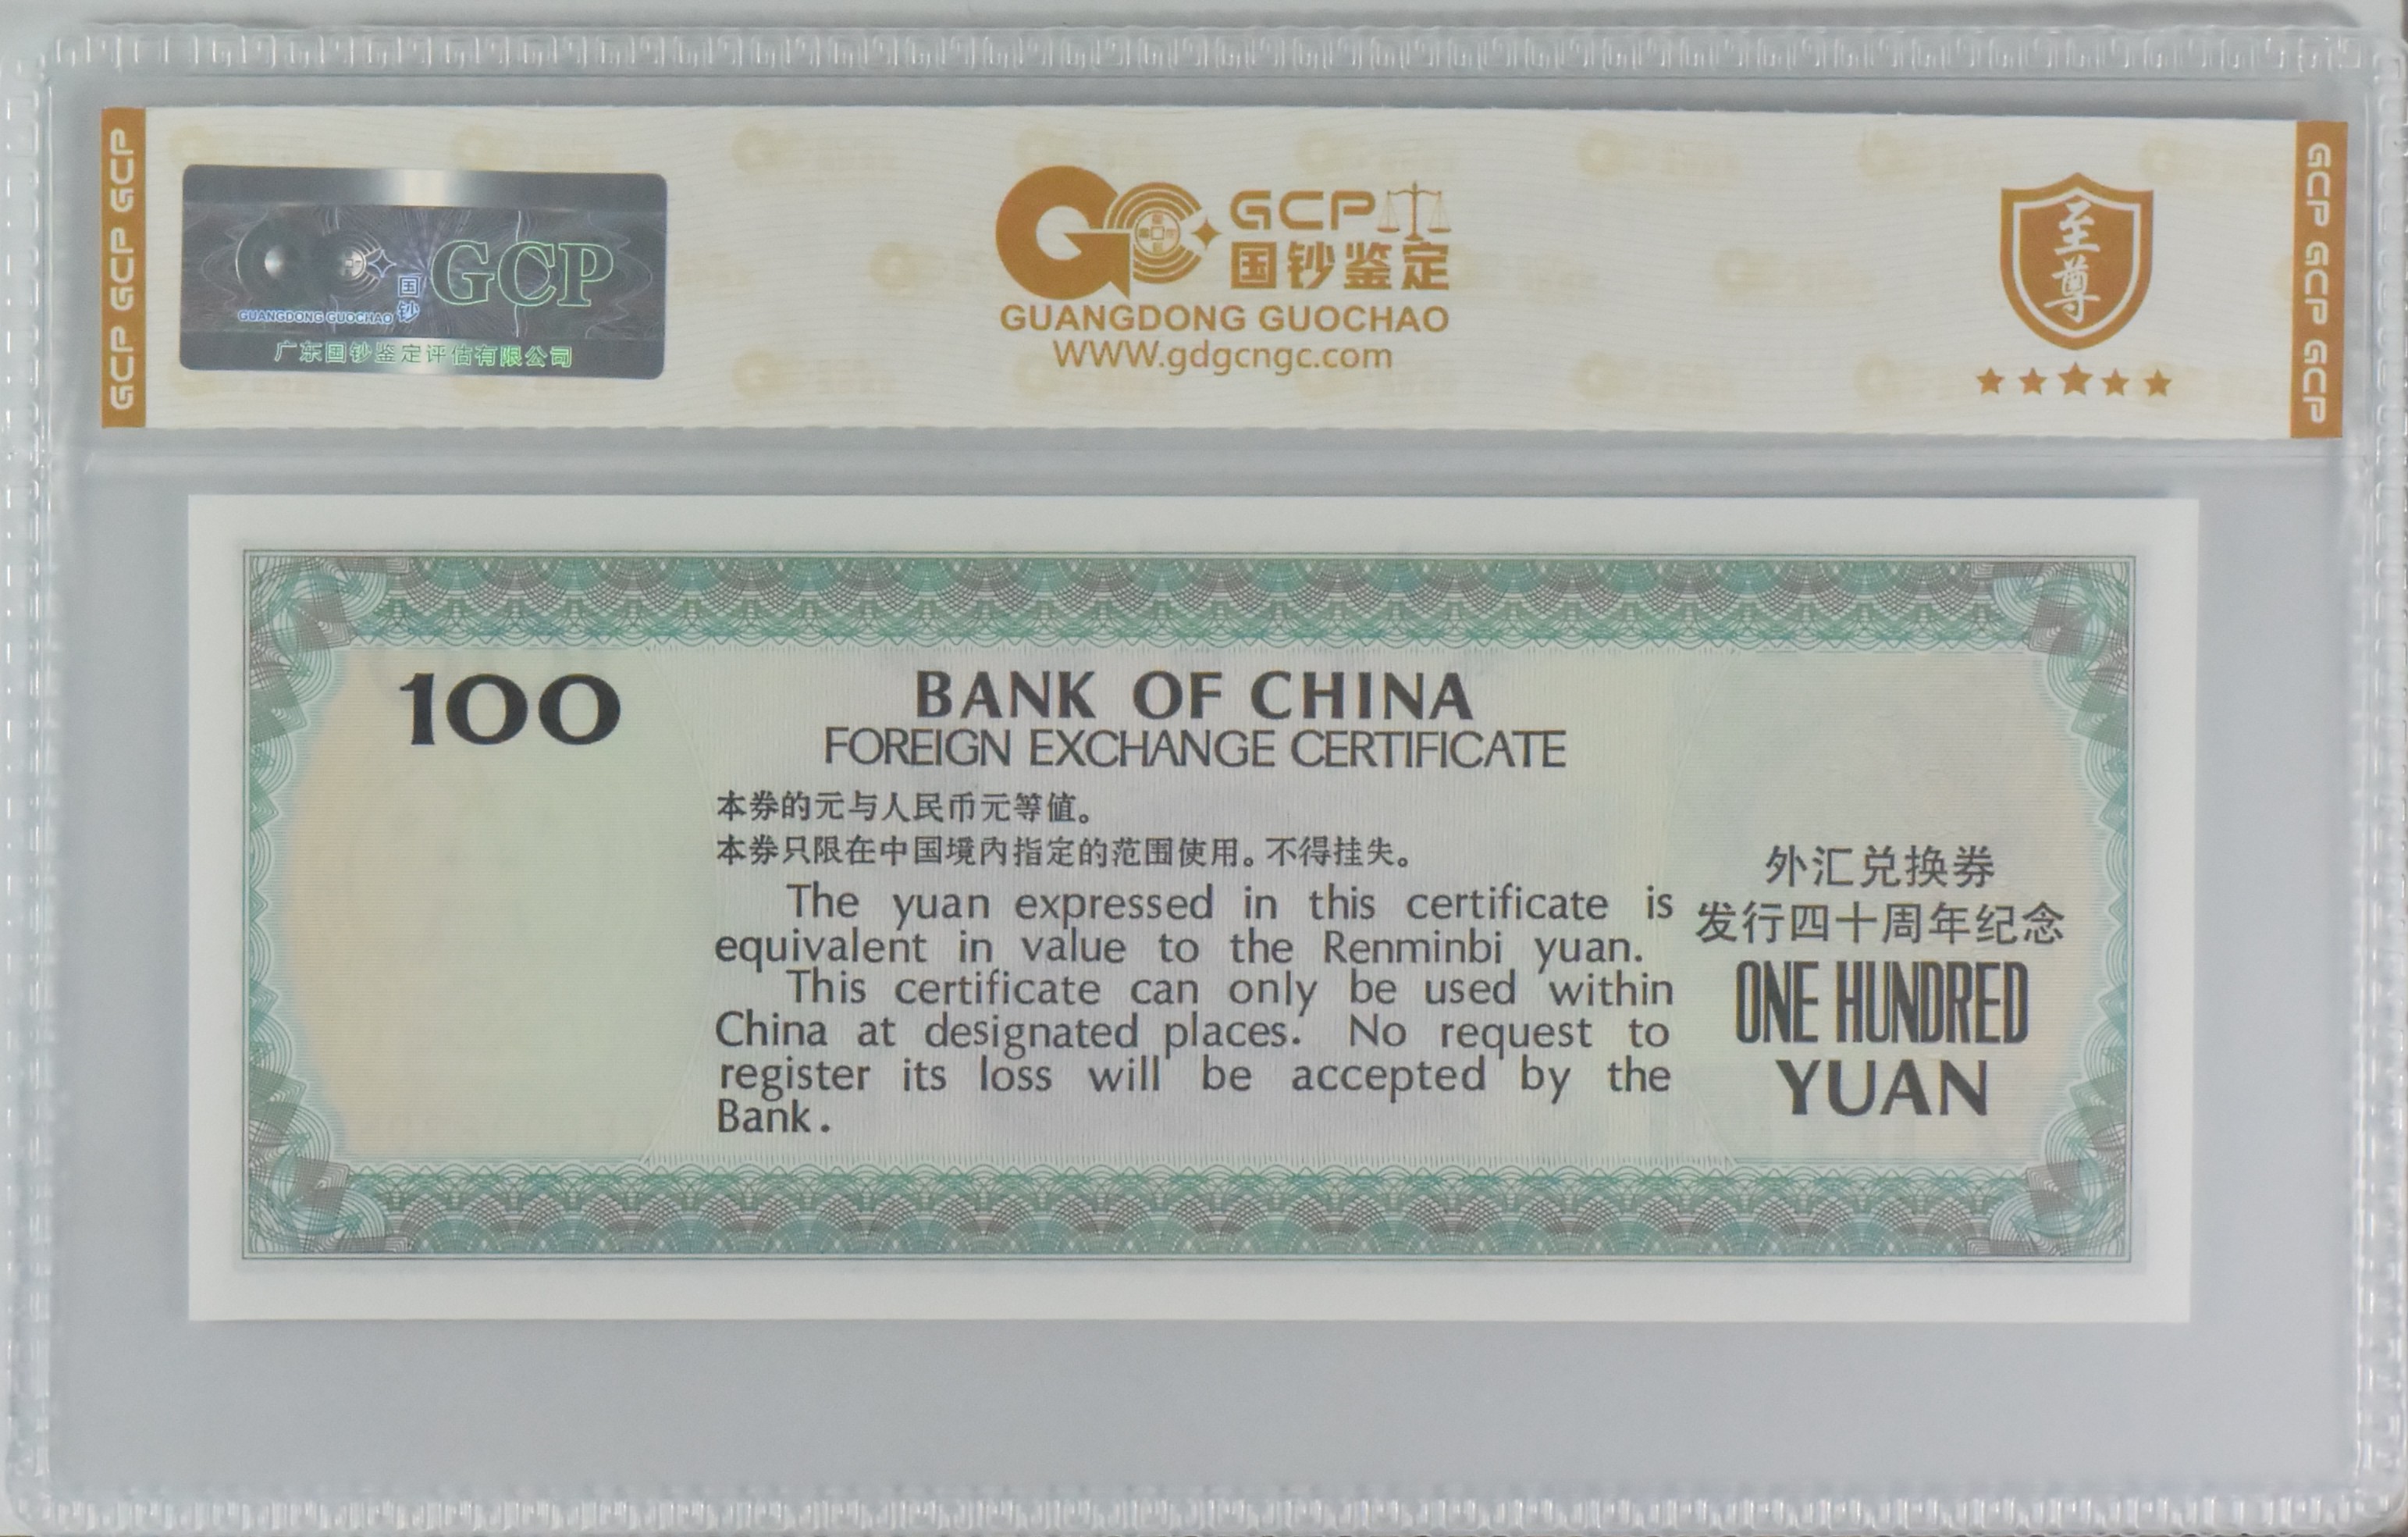 GCP GCP GCP
国钞
GCP
GUANGDONG GUOCHAO
广东国钞鉴定评估有限公司
GCP
国钞鉴定
GUANGDONG GUOCHAO
WWW.gdgcngc.com
至尊
GCP GCP GCP
100
BANK OF CHINA
FOREIGN EXCHANGE CERTIFICATE
本券的元与人民币元等值。
本券只限在中国境内指定的范围使用。不得挂失。
The yuan expressed in this certificate is
equivalent in value to the Renminbi yuan.
This certificate can only be used within
China at designated places. No request to
register its loss will be accepted by the
Bank.
外汇兑换券
发行四十周年纪念
ONE HUNDRED
YUAN